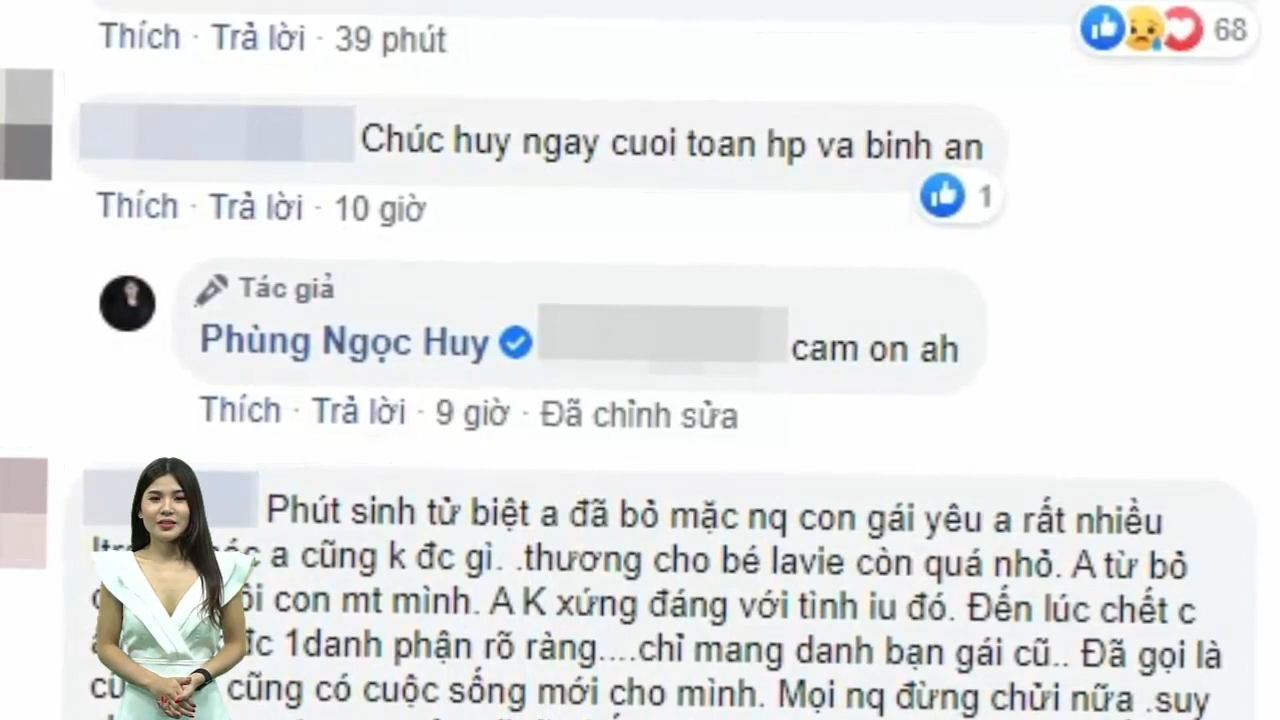 Thích · Trả lời · 39 phút
68
Chúc huy ngay cuoi toan hp va binh an
Thích · Trả lời · 10 giờ
1
Tác giả
Phùng Ngọc Huy cam on ah
Thích · Trả lời · 9 giờ · Đã chỉnh sửa
Phút sinh tử biệt a đã bỏ mặc nq con gái yêu a rất nhiều
a cũng k đc gì. .thương cho bé lavie còn quá nhỏ. A từ bỏ
con mt mình. A K xứng đáng với tình iu đó. Đến lúc chết c
đc 1danh phận rõ ràng....chỉ mang danh bạn gái cũ.. Đã gọi là
cũng có cuộc sống mới cho mình. Mọi nq đừng chửi nữa .suy